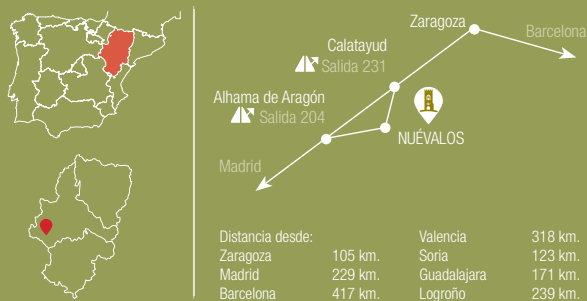 Zaragoza
Barcelona
Calatayud
Salida 231
Alhama de Aragón
Salida 204
NUÉVALOS
Madrid
Distancia desde:
Zaragoza 105 km.
Madrid 229 km.
Barcelona 417 km.
Valencia 318 km.
Soria 123 km.
Guadalajara 171 km.
Logroño 239 km.